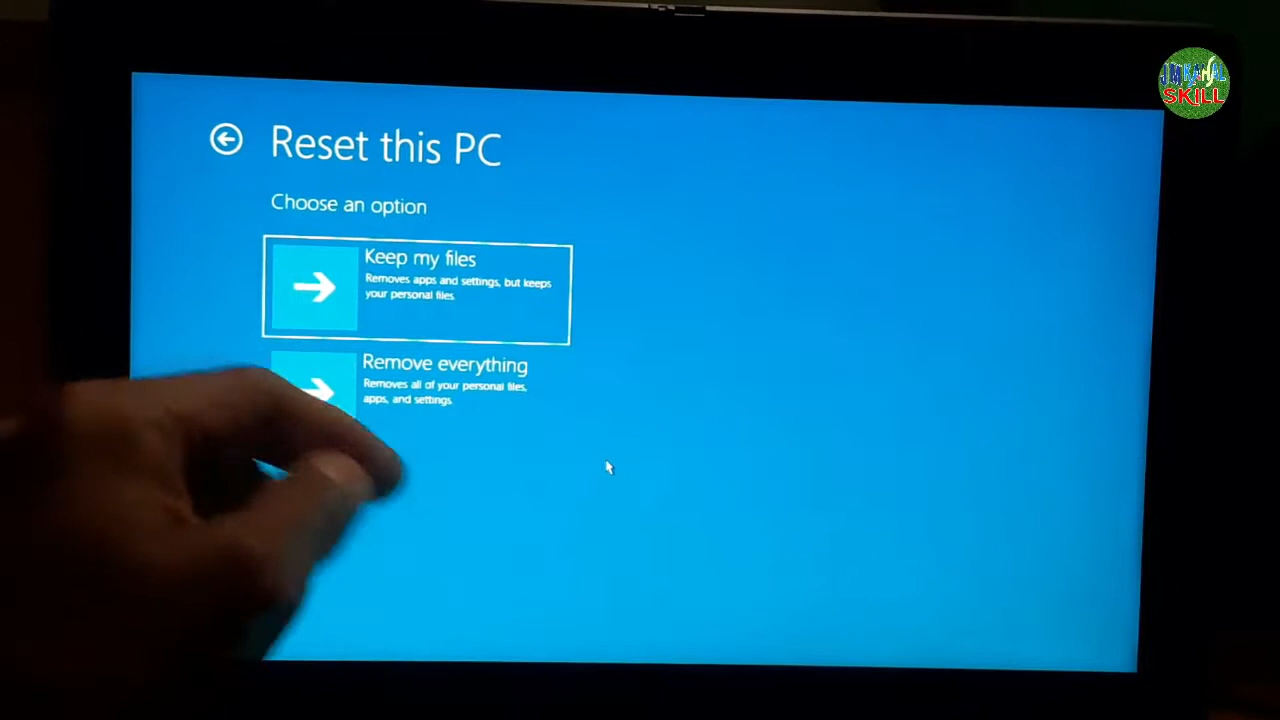 Reset this PC
Choose an option
Keep my files
Removes apps and settings, but keeps
your personal files.
Remove everything
Removes all of your personal files,
apps, and settings.
SKILL